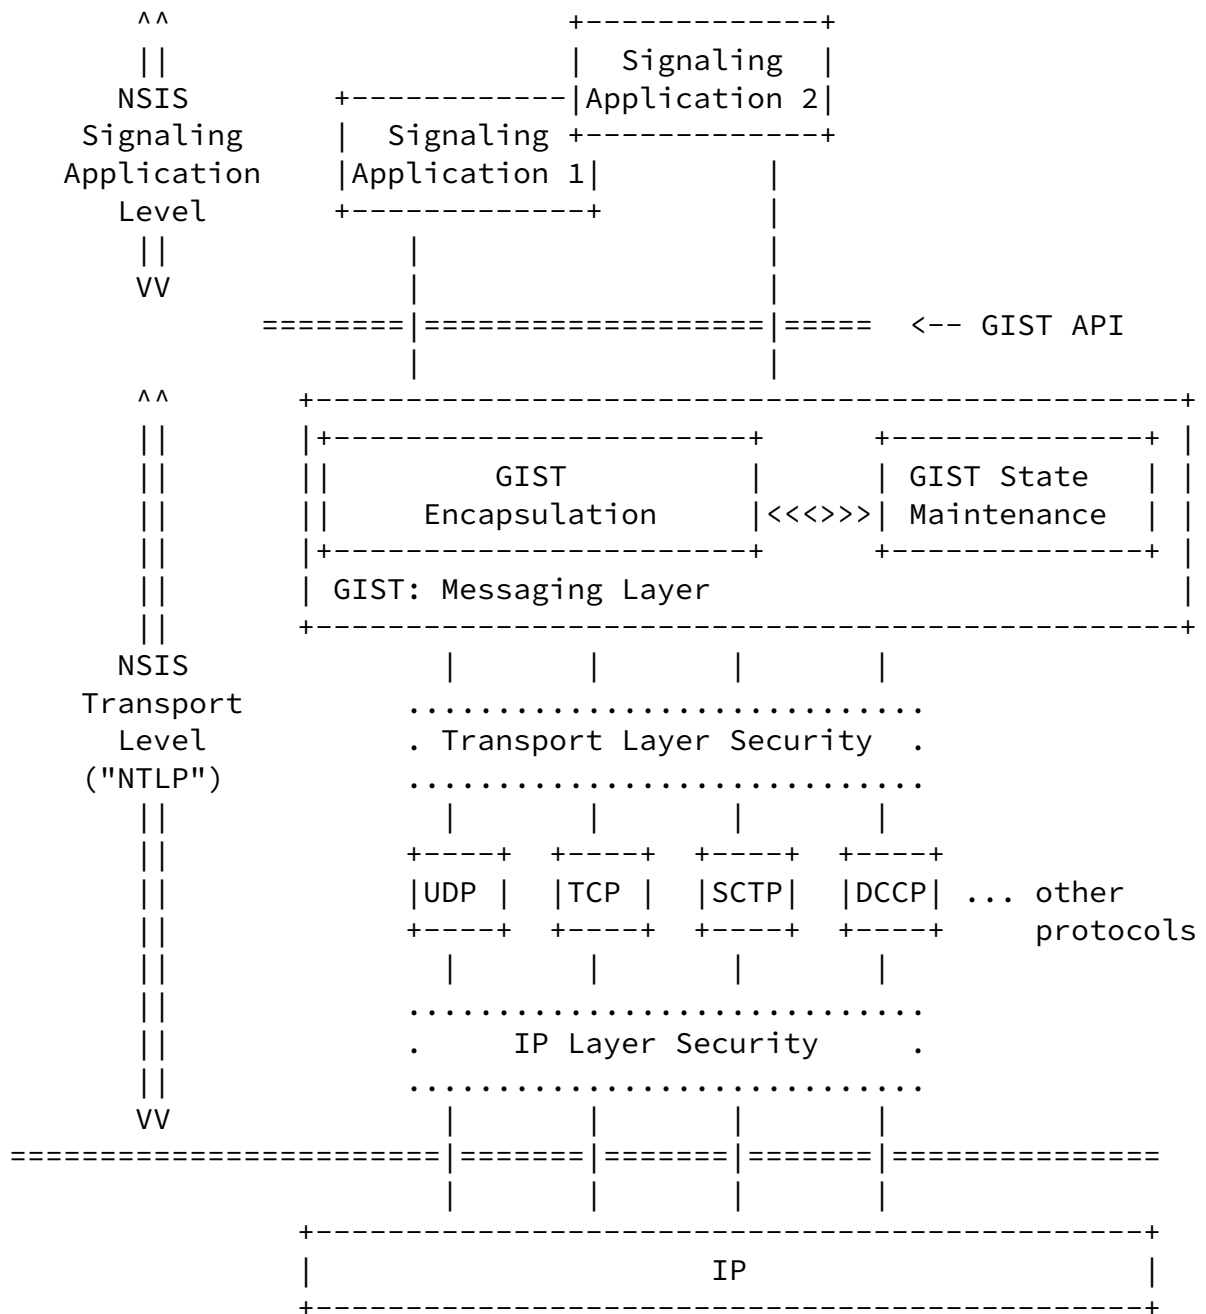 ^^                       +-------------+
||                       |  Signaling  |
NSIS        +------------|Application 2|
Signaling      |  Signaling +-------------+
Application    |Application 1|         |
Level       +-------------+         |
||             |                   |
VV             |                   |
========|===================|=====  <-- GIST API
|                   |
^^       +------------------------------------------------+
||       |+-----------------------+      +--------------+ |
||       ||         GIST          |      | GIST State   | |
||       ||     Encapsulation     |<<<>>>| Maintenance  | |
||       |+-----------------------+      +--------------+ |
||       | GIST: Messaging Layer                          |
||       +------------------------------------------------+
NSIS              |       |       |       |
Transport         .............................
Level           . Transport Layer Security  .
("NTLP")          .............................
||               |       |       |       |
||             +----+  +----+  +----+  +----+
||             |UDP |  |TCP |  |SCTP|  |DCCP| ... other
||             +----+  +----+  +----+  +----+     protocols
||               |       |       |       |
||             .............................
||             .     IP Layer Security     .
||             .............................
VV               |       |       |       |
========================|=======|=======|=======|===============
|       |       |       |
+----------------------------------------------+
|                      IP                      |
+----------------------------------------------+